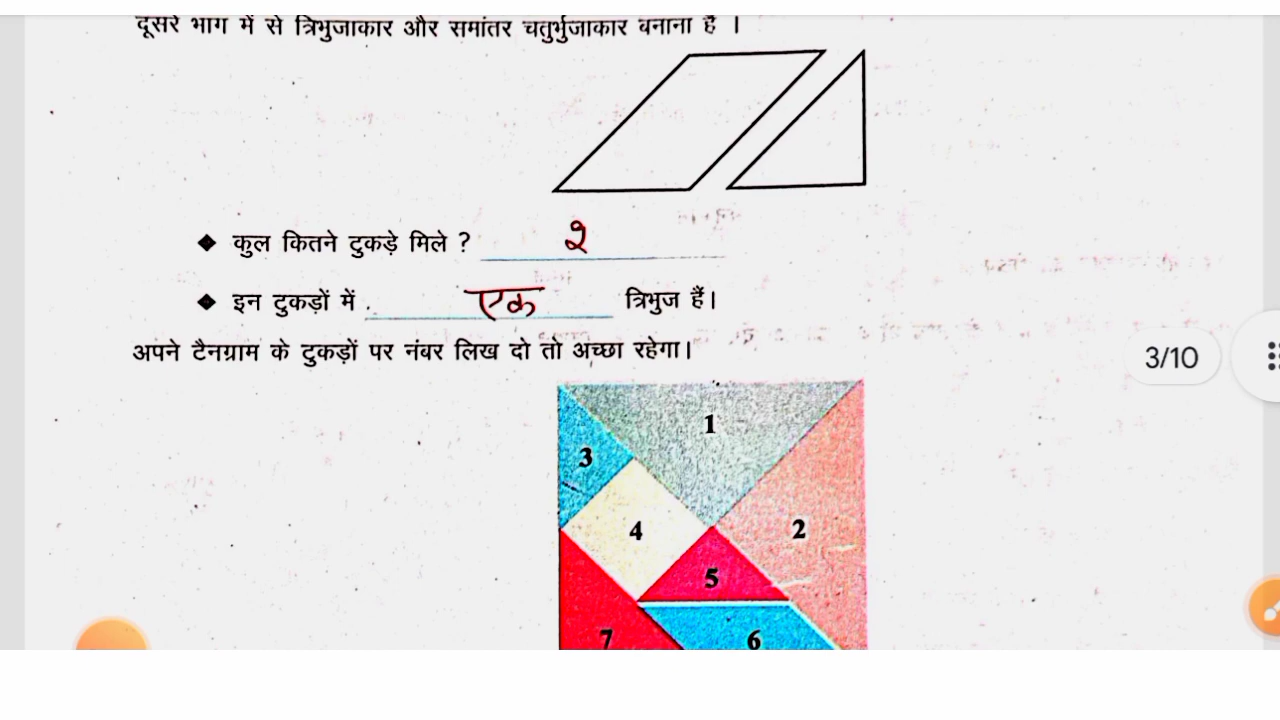 दूसरे भाग में से त्रिभुजाकार और समांतर चतुर्भुजाकार बनाना है ।
◆ कुल कितने टुकड़े मिले ? २
◆ इन टुकड़ों में एक त्रिभुज हैं।
अपने टैनग्राम के टुकड़ों पर नंबर लिख दो तो अच्छा रहेगा।
3/10
1
3
4
2
5
7
6